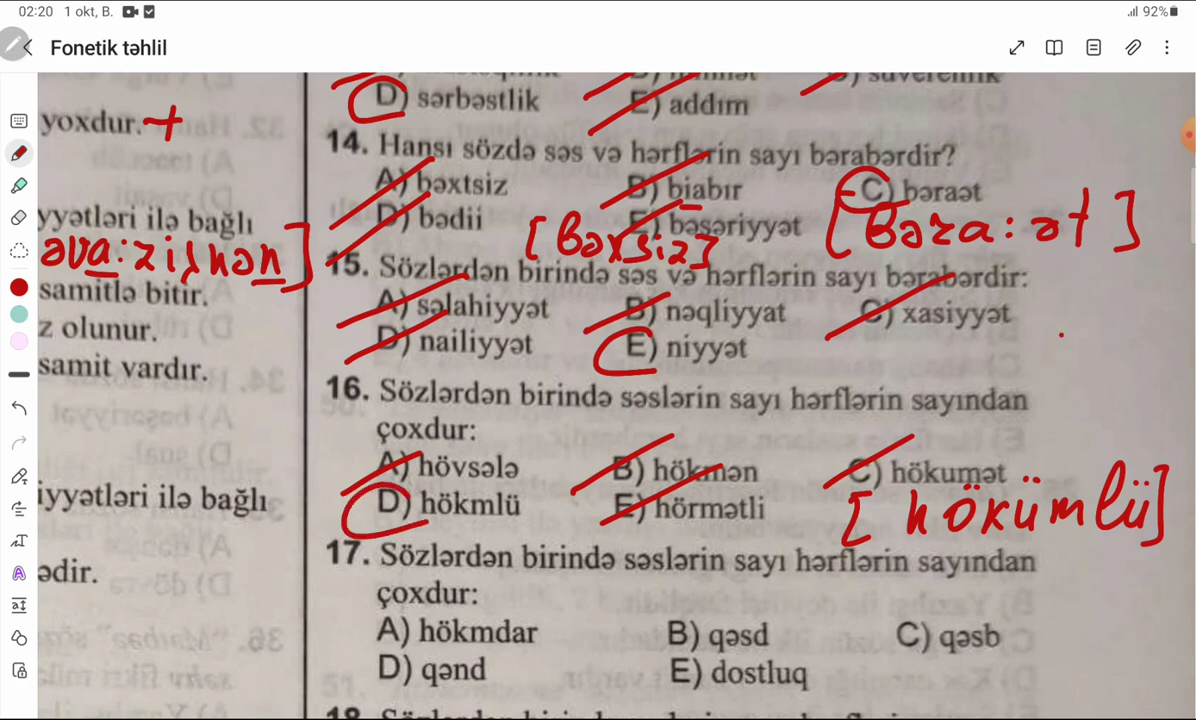 02:20 1 okt, B. 92%
Fonetik təhlil
D) sərbəstlik E) addım
yoxdur. +
14. Hansı sözdə səs və hərflərin sayı bərabərdir?
A) bəxtsiz B) biabır C) bəraət
D) bədii E) bəşəriyyət
[bəxsiz] [bəra:ət]
yyətləri ilə bağlı
15. Sözlərdən birində səs və hərflərin sayı bərabərdir:
A) səlahiyyət B) nəqliyyat C) xasiyyət
D) nailiyyət E) niyyət
samitlə bitir.
z olunur.
samit vardır.
16. Sözlərdən birində səslərin sayı hərflərin sayından
çoxdur:
A) hövsələ B) hökmən C) hökumət
D) hökmlü E) hörmətli
[hökümlü]
iyyətləri ilə bağlı
ədir.
17. Sözlərdən birində səslərin sayı hərflərin sayından
çoxdur:
A) hökmdar B) qəsd C) qəsb
D) qənd E) dostluq